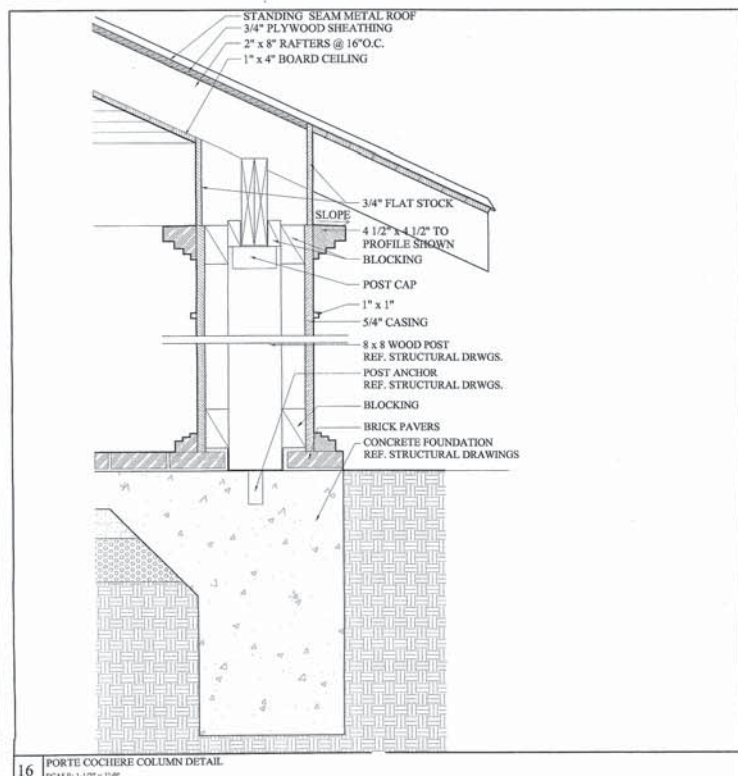 STANDING SEAM METAL ROOF
3/4" PLYWOOD SHEATHING
2" x 8" RAFTERS @ 16"O.C.
1" x 4" BOARD CEILING
3/4" FLAT STOCK
SLOPE
4 1/2" x 4 1/2" TO
PROFILE SHOWN
BLOCKING
POST CAP
1" x 1"
5/4" CASING
8 x 8 WOOD POST
REF. STRUCTURAL DRWGS.
POST ANCHOR
REF. STRUCTURAL DRWGS.
BLOCKING
BRICK PAVERS
CONCRETE FOUNDATION
REF. STRUCTURAL DRAWINGS
16
PORTE COCHERE COLUMN DETAIL